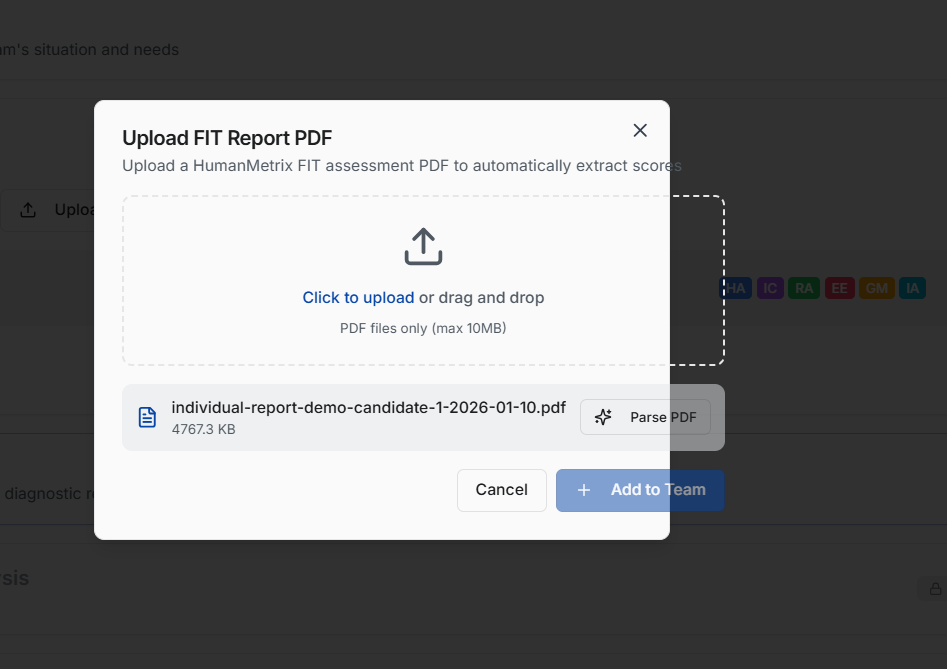 am's situation and needs
Upload FIT Report PDF
Upload a HumanMetrix FIT assessment PDF to automatically extract scores
Click to upload or drag and drop
PDF files only (max 10MB)
HA IC RA EE GM IA
individual-report-demo-candidate-1-2026-01-10.pdf
4767.3 KB
Parse PDF
Cancel
Add to Team
diagnostic